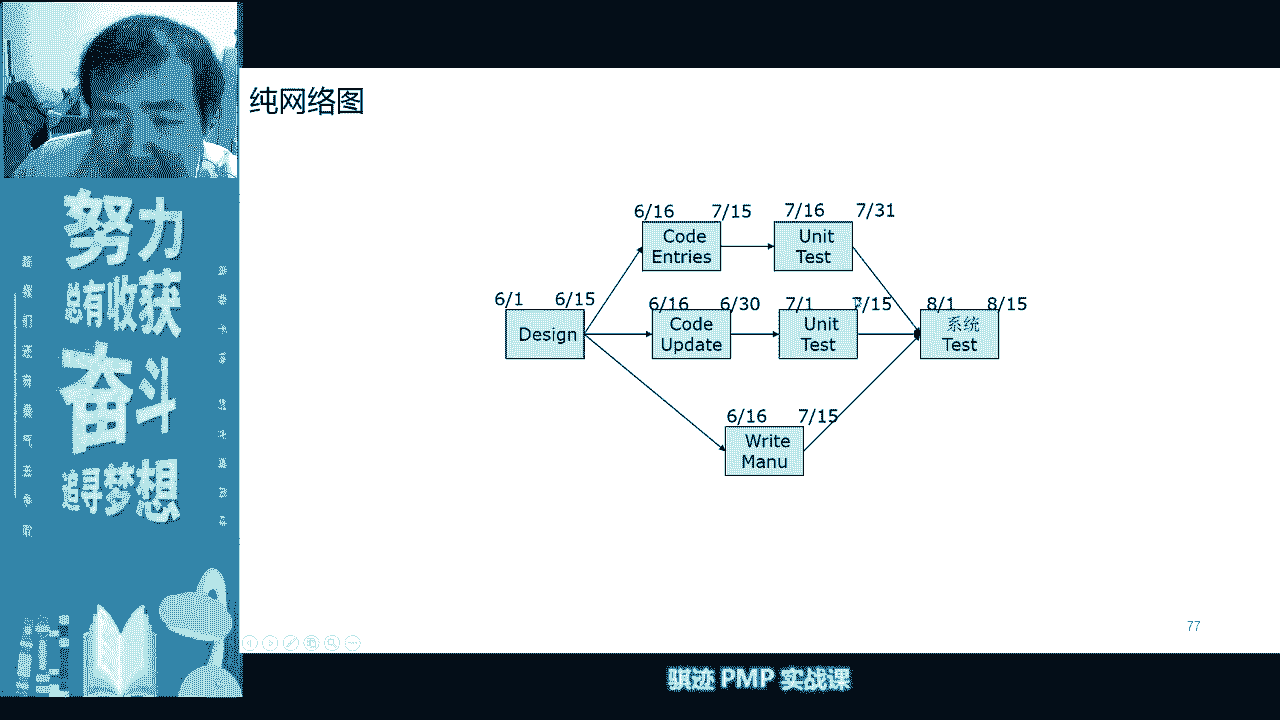 纯网络图
6/16 7/15 7/16 7/31
Code Entries
Unit Test
6/1 6/15 6/16 6/30 7/1 7/15 8/1 8/15
Design
Code Update
Unit Test
系统 Test
6/16 7/15
Write Manu
77
努力
总有收获
奋斗
追寻梦想
骐迹 PMP 实战课